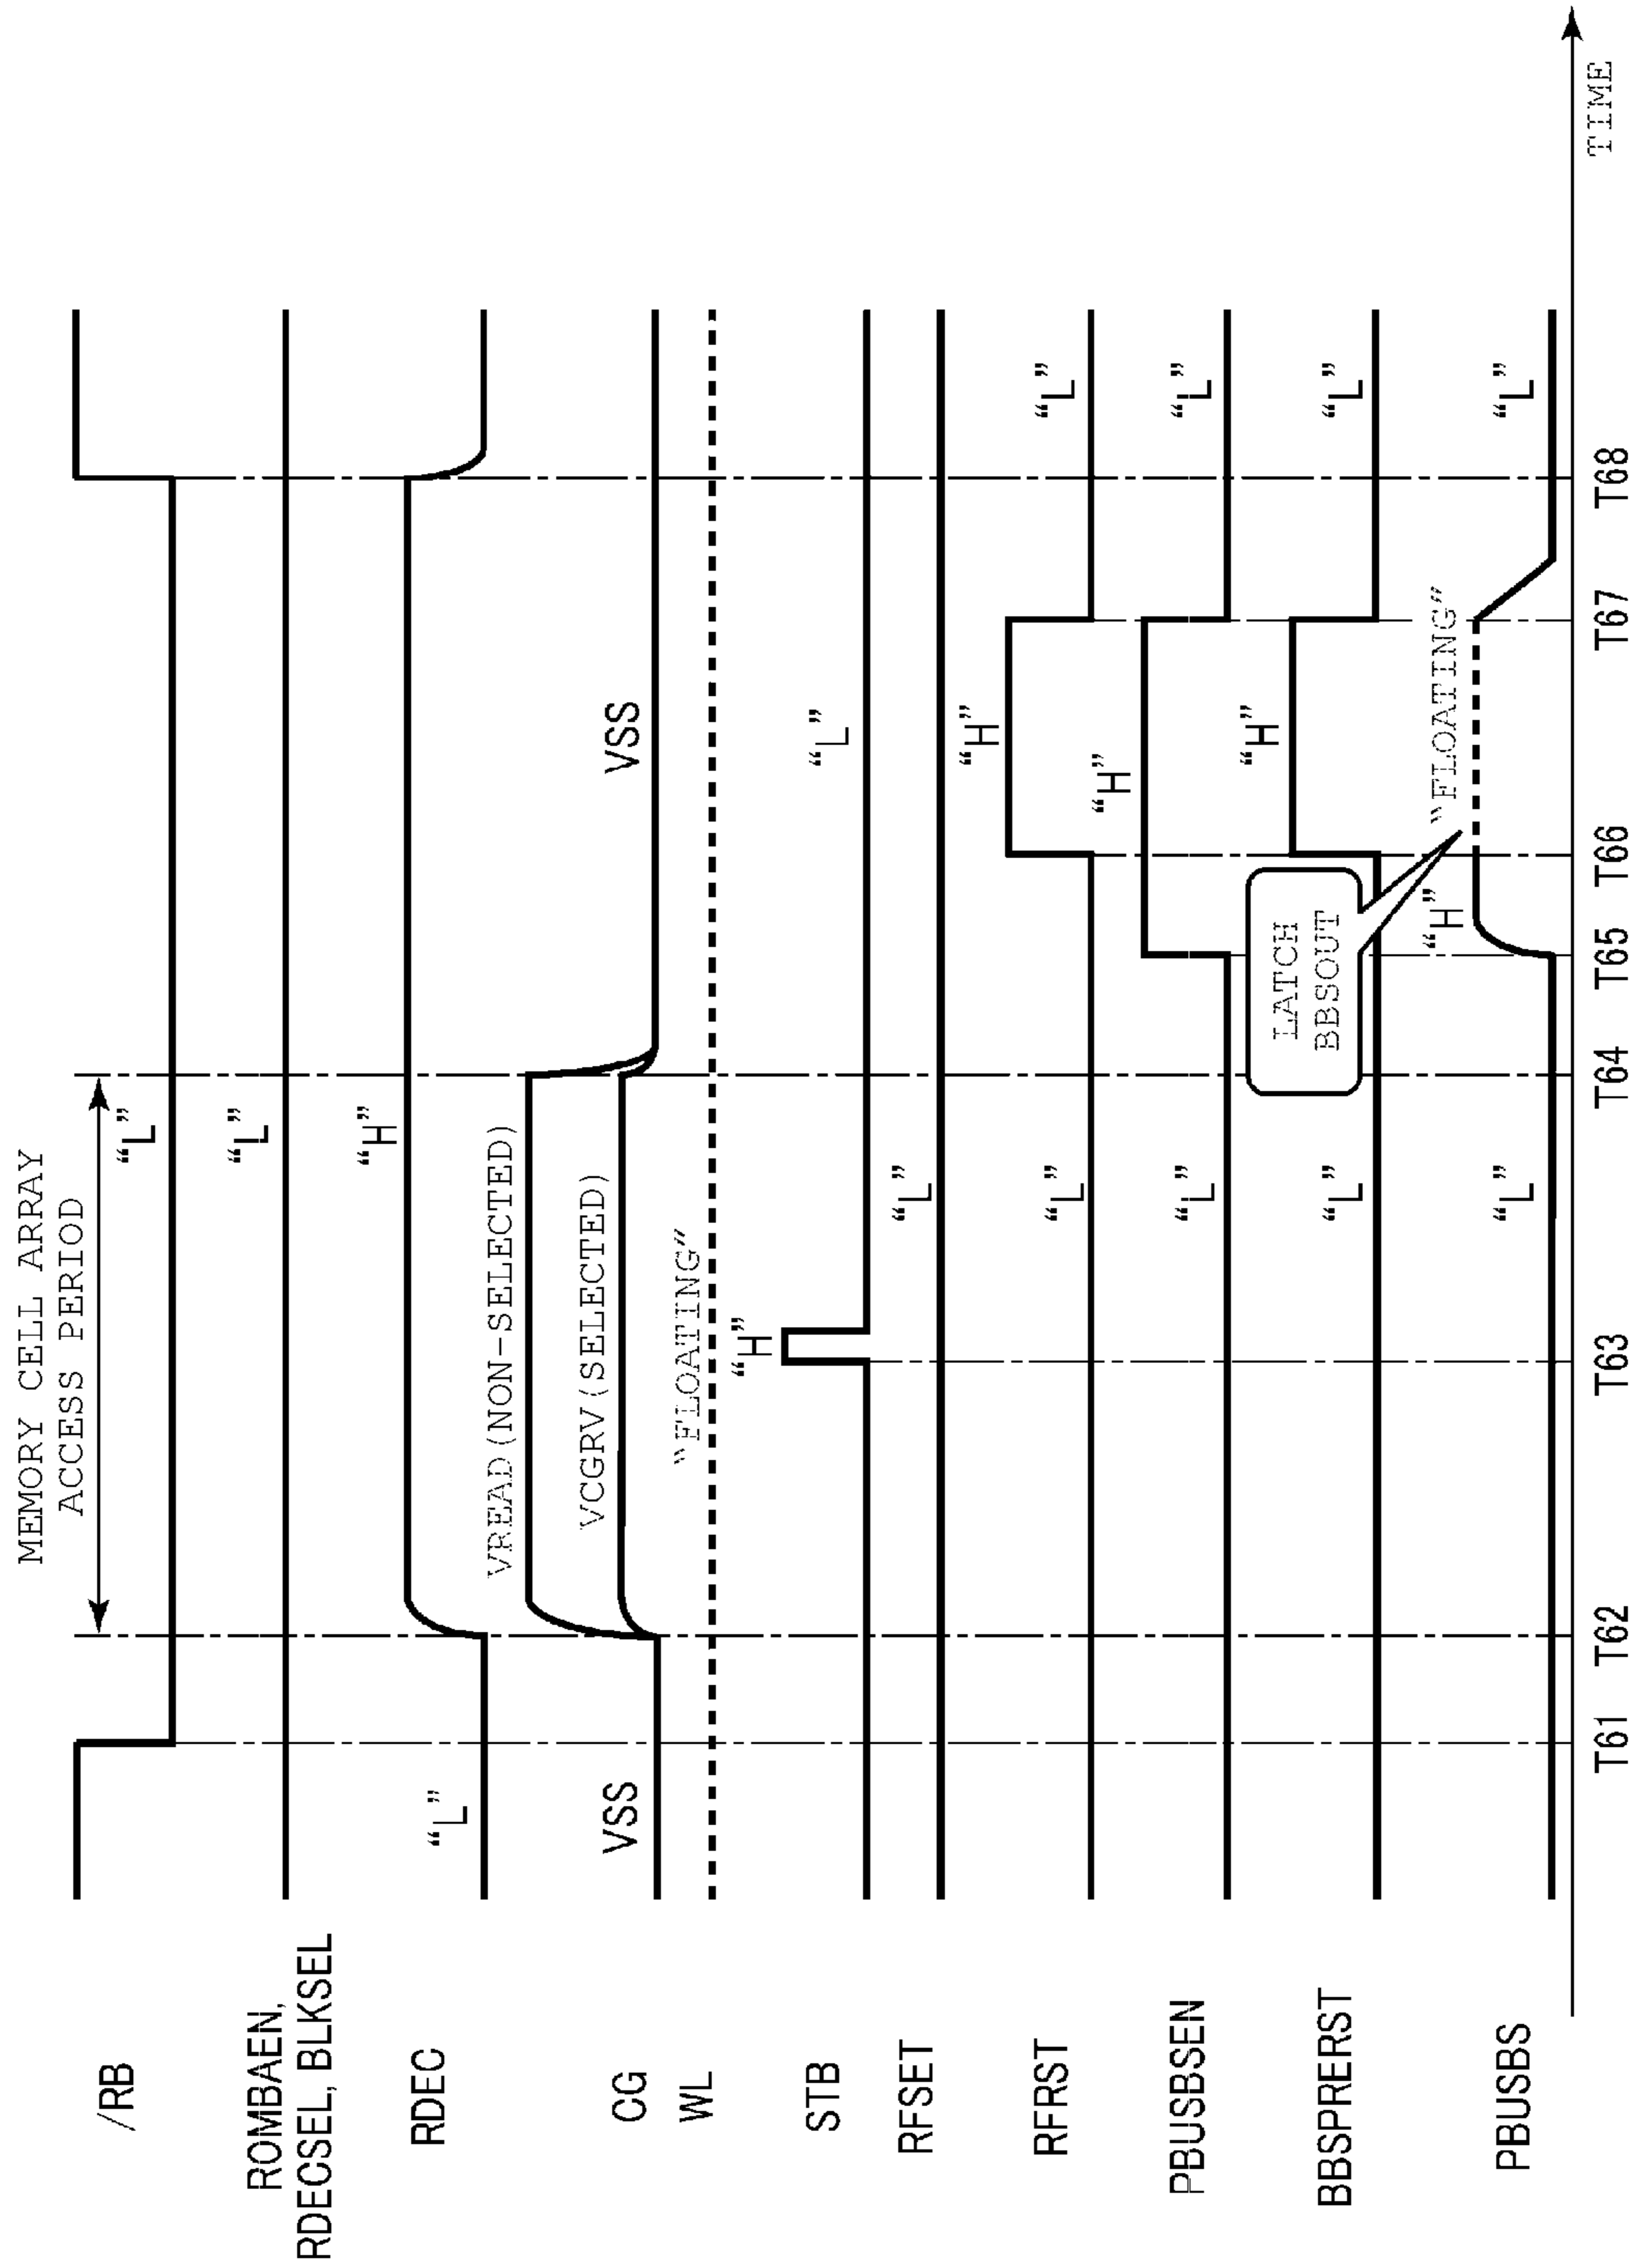 MEMORY CELL ARRAY
ACCESS PERIOD
/RB
“L”
ROMBAEN,
RDECSEL, BLKSEL
“L”
RDEC
“L”
“H”
VREAD (NON-SELECTED)
VCGRV (SELECTED)
CG
VSS
VSS
WL
“FLOATING”
STB
“H”
“L”
RFSET
“L”
RFRST
“L”
“H”
“L”
PBUSBSEN
“L”
“H”
“L”
BBSPRERST
“L”
“H”
“L”
LATCH
BBSOUT
PBUSBS
“L”
“H”
“FLOATING”
“L”
T61
T62
T63
T64
T65
T66
T67
T68
TIME